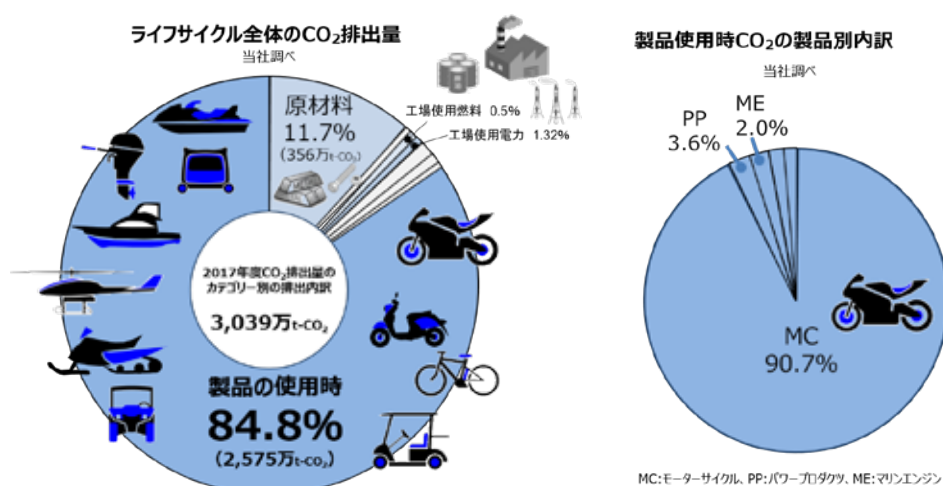 ライフサイクル全体のCO₂排出量
当社調べ
原材料
11.7%
(356万t-CO₂)
工場使用燃料 0.5%
工場使用電力 1.32%
2017年度CO₂排出量の
カテゴリー別の排出内訳
3,039万t-CO₂
製品の使用時
84.8%
(2,575万t-CO₂)
製品使用時CO₂の製品別内訳
当社調べ
PP
3.6%
ME
2.0%
MC
90.7%
MC:モーターサイクル、PP:パワープロダクツ、ME:マリンエンジン